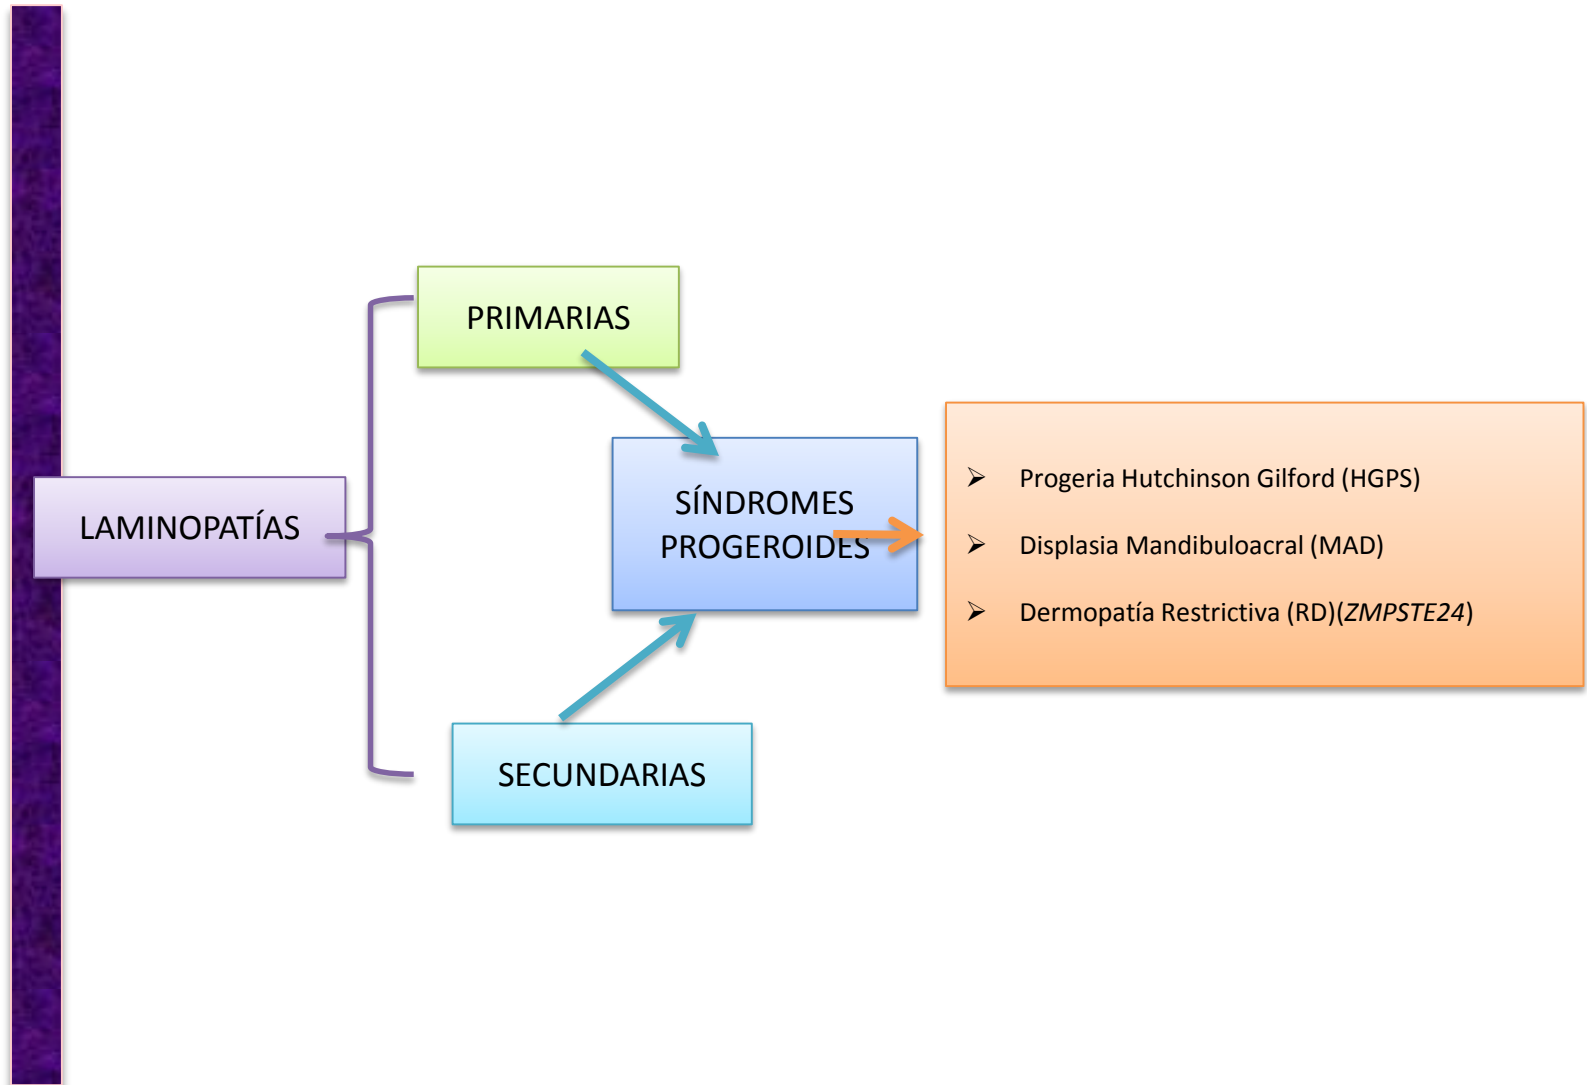 PRIMARIAS
LAMINOPATÍAS
SÍNDROMES
PROGEROIDES
➢ Progeria Hutchinson Gilford (HGPS)
➢ Displasia Mandibuloacral (MAD)
➢ Dermopatía Restrictiva (RD)(ZMPSTE24)
SECUNDARIAS